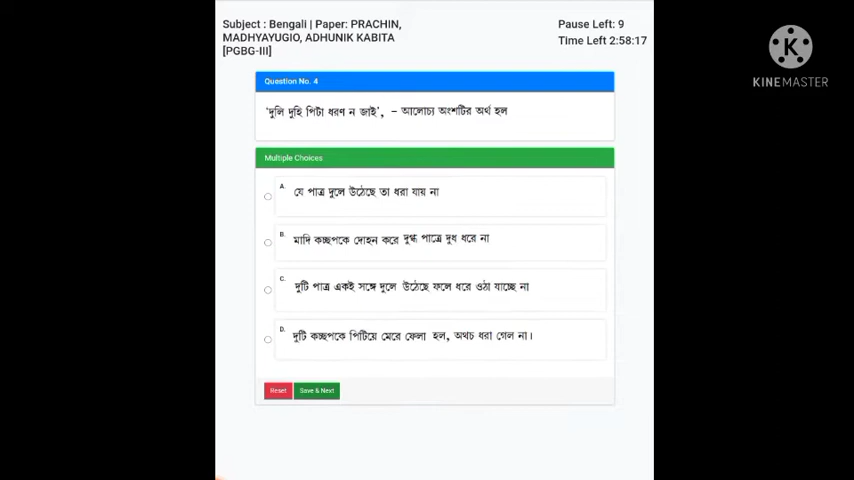 Subject : Bengali | Paper: PRACHIN,
MADHYAYUGIO, ADHUNIK KABITA
[PGBG-III]
Pause Left: 9
Time Left 2:58:17
K
KINEMASTER
Question No. 4
'দুলি দুহি পিটা ধরণ ন জাই', – আলোচ্য অংশটির অর্থ হল
Multiple Choices
A. যে পাত্র দুলে উঠেছে তা ধরা যায় না
B. মাদি কচ্ছপকে দোহন করে দুগ্ধ পাত্রে দুধ ধরে না
C. দুটি পাত্র একই সঙ্গে দুলে উঠেছে ফলে ধরে ওঠা যাচ্ছে না
D. দুটি কচ্ছপকে পিটিয়ে মেরে ফেলা হল, অথচ ধরা গেল না।
Reset Save & Next